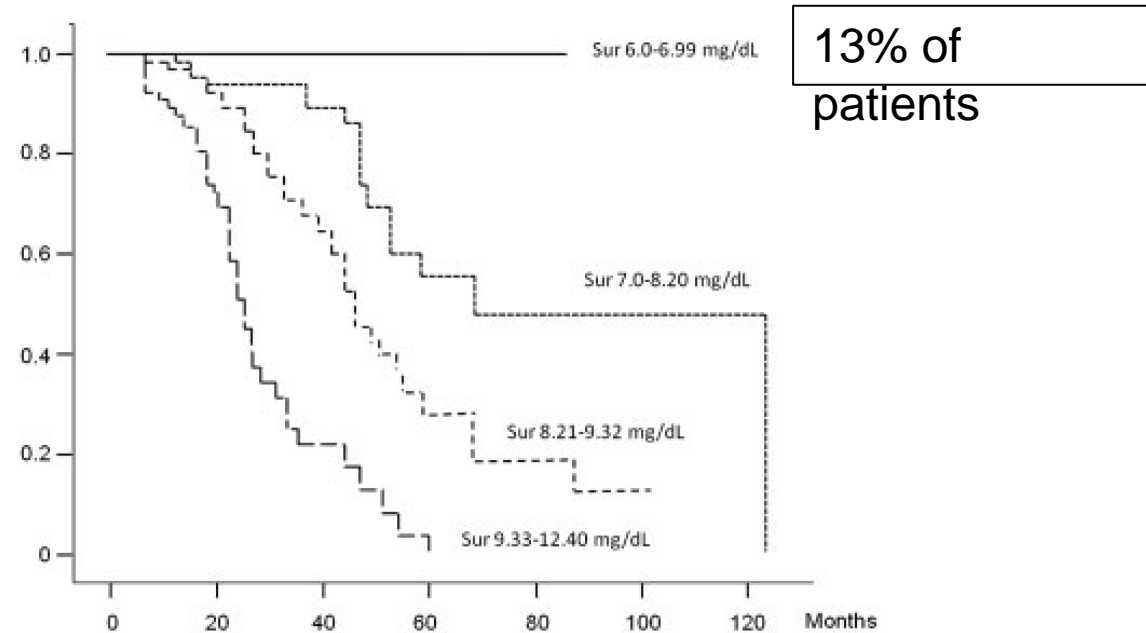 13% of
patients
1.0
Sur 6.0-6.99 mg/dL
0.8
0.6
Sur 7.0-8.20 mg/dL
0.4
Sur 8.21-9.32 mg/dL
0.2
Sur 9.33-12.40 mg/dL
0
0 20 40 60 80 100 120 Months